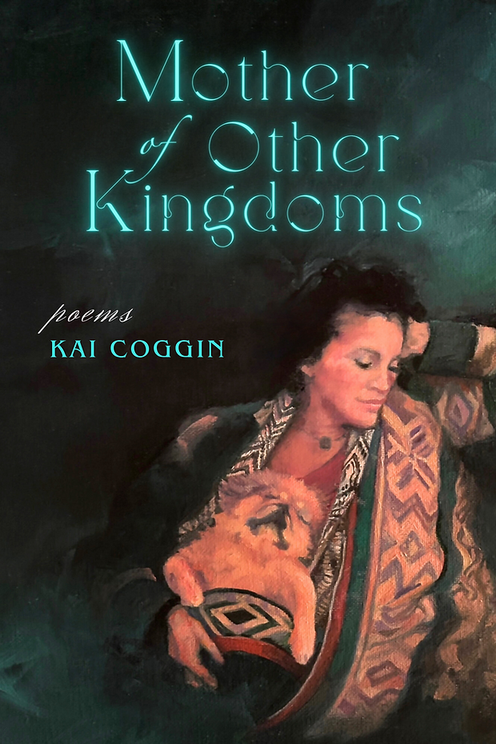 Mother
of Other
Kingdoms
poems
KAI COGGIN